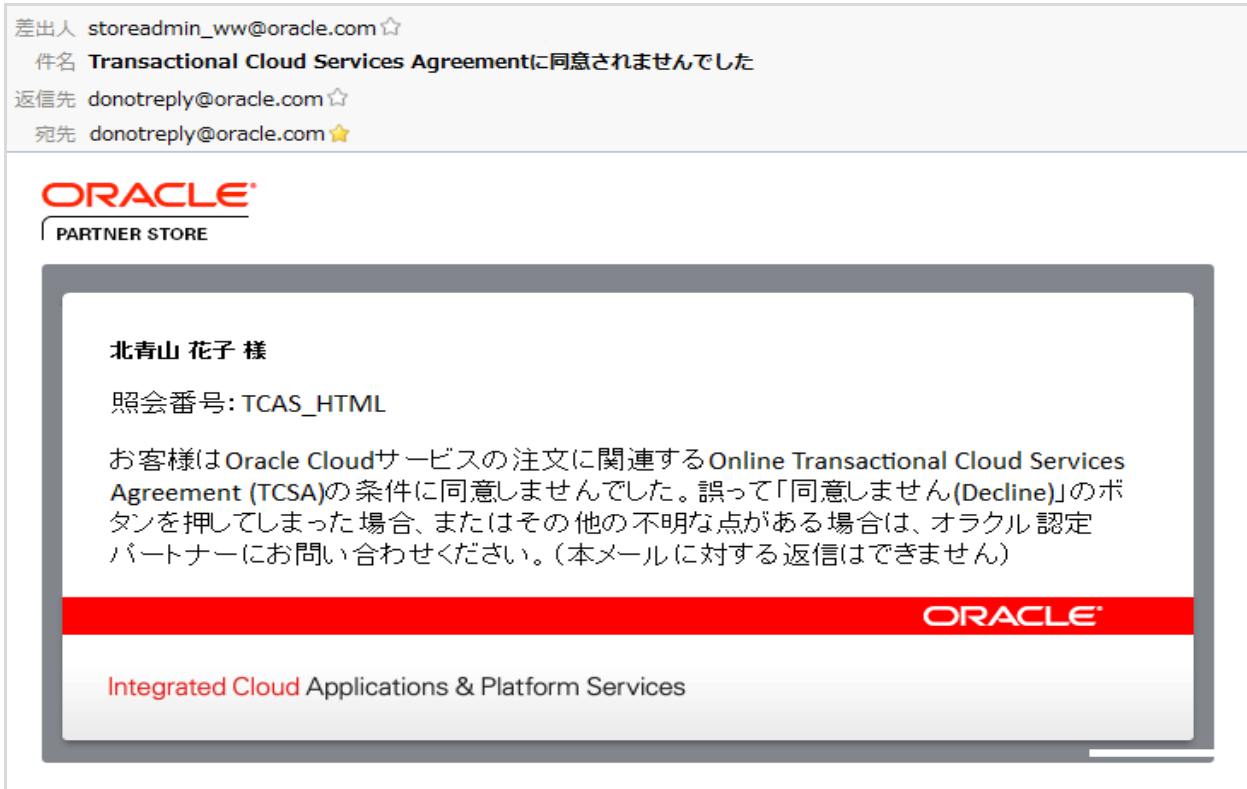 差出人 storeadmin_ww@oracle.com
件名 Transactional Cloud Services Agreementに同意されませんでした
返信先 donotreply@oracle.com
宛先 donotreply@oracle.com
ORACLE
PARTNER STORE
北青山 花子 様
照会番号: TCAS_HTML
お客様はOracle Cloudサービスの注文に関連するOnline Transactional Cloud Services
Agreement (TCSA)の条件に同意しませんでした。誤って「同意しません(Decline)」のボ
タンを押してしまった場合、またはその他の不明な点がある場合は、オラクル認定
パートナーにお問い合わせください。（本メールに対する返信はできません）
ORACLE
Integrated Cloud Applications & Platform Services